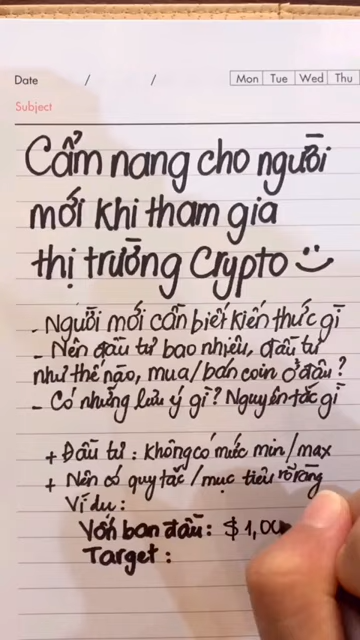 Date / /
Mon Tue Wed Thu
Subject
Cẩm nang cho người
mới khi tham gia
thị trường Crypto :)
- Người mới cần biết kiến thức gì
- Nên đầu tư bao nhiêu, đầu tư
như thế nào, mua/bán coin ở đâu?
- Có những lưu ý gì? Nguyên tắc gì
+ Đầu tư: không có mức min/max
+ Nên có quy tắc/mục tiêu rõ ràng
Ví dụ:
Vốn ban đầu: $1,00
Target: